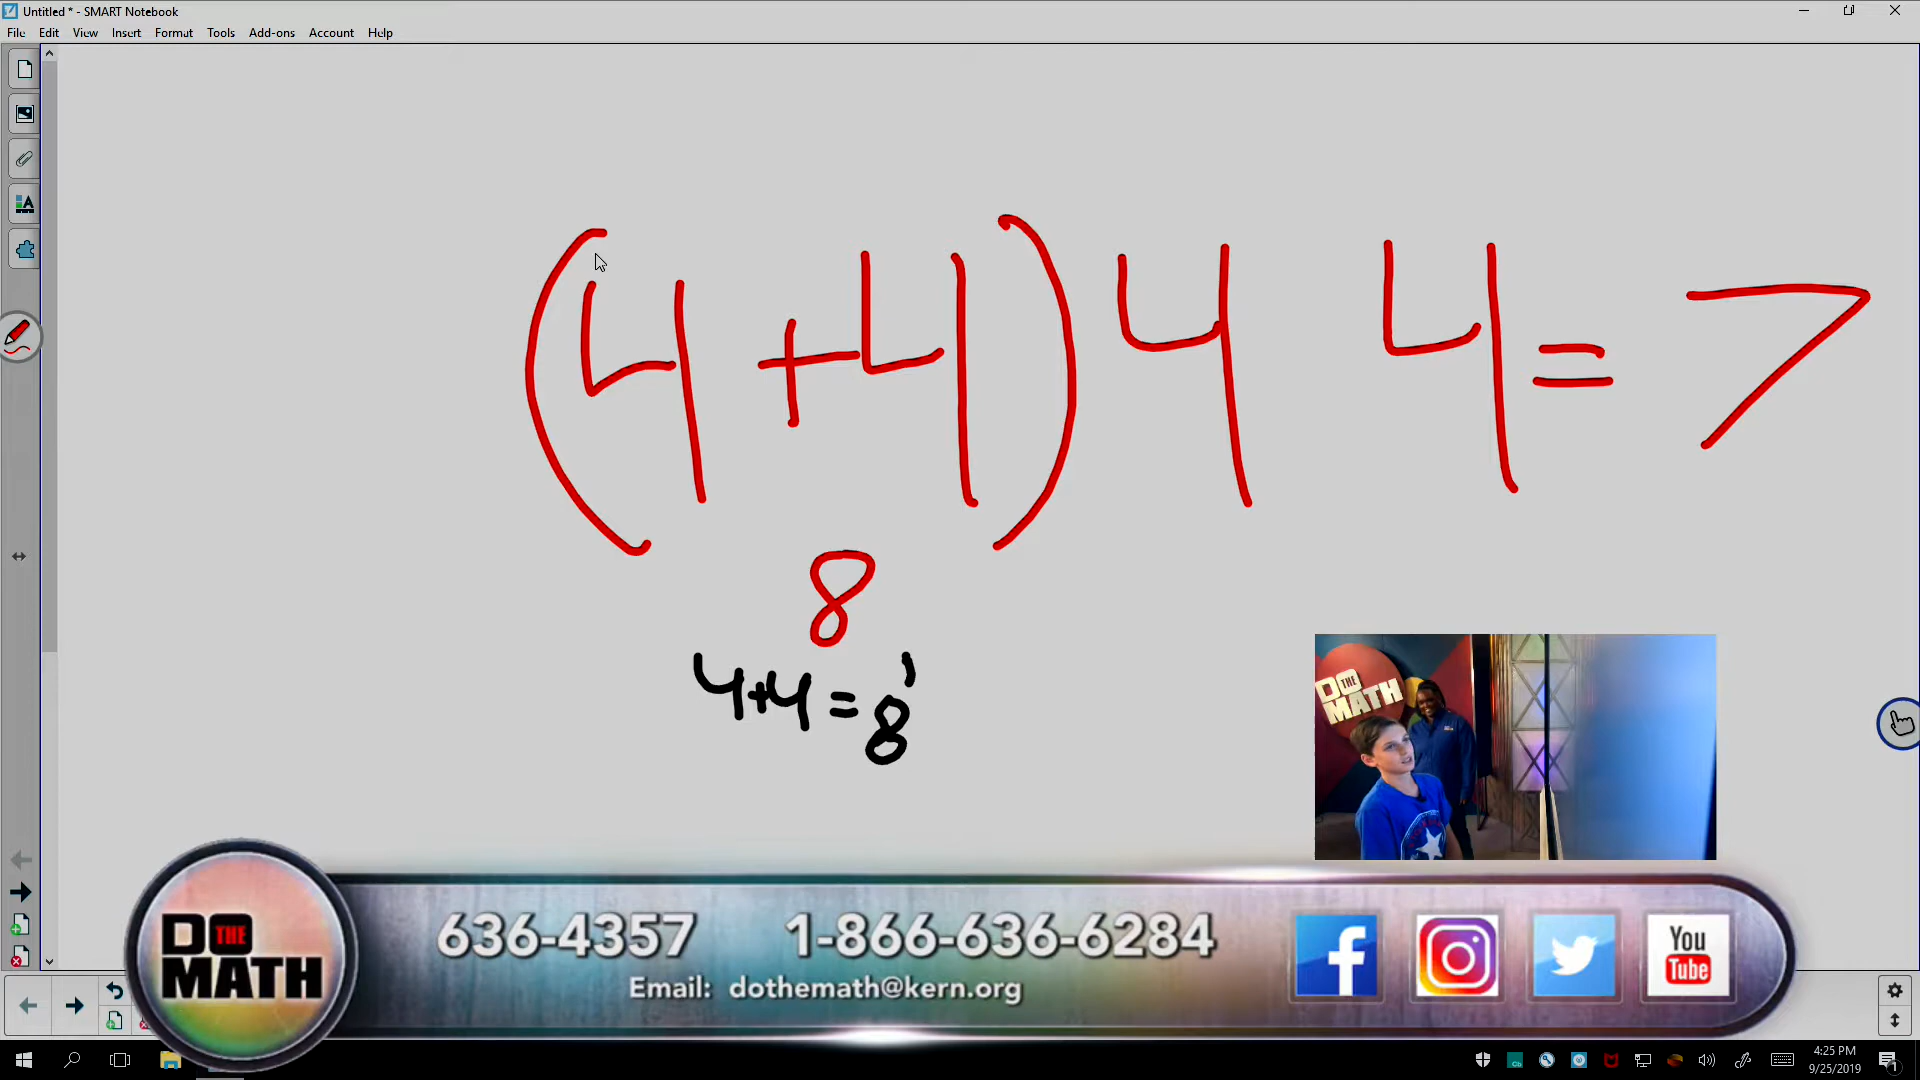 Untitled * - SMART Notebook
File Edit View Insert Format Tools Add-ons Account Help
(4+4) 4 4 = 7
8
4+4=8
DO THE MATH
DO THE MATH
636-4357 1-866-636-6284
Email: dothemath@kern.org
You Tube
4:25 PM
9/25/2019